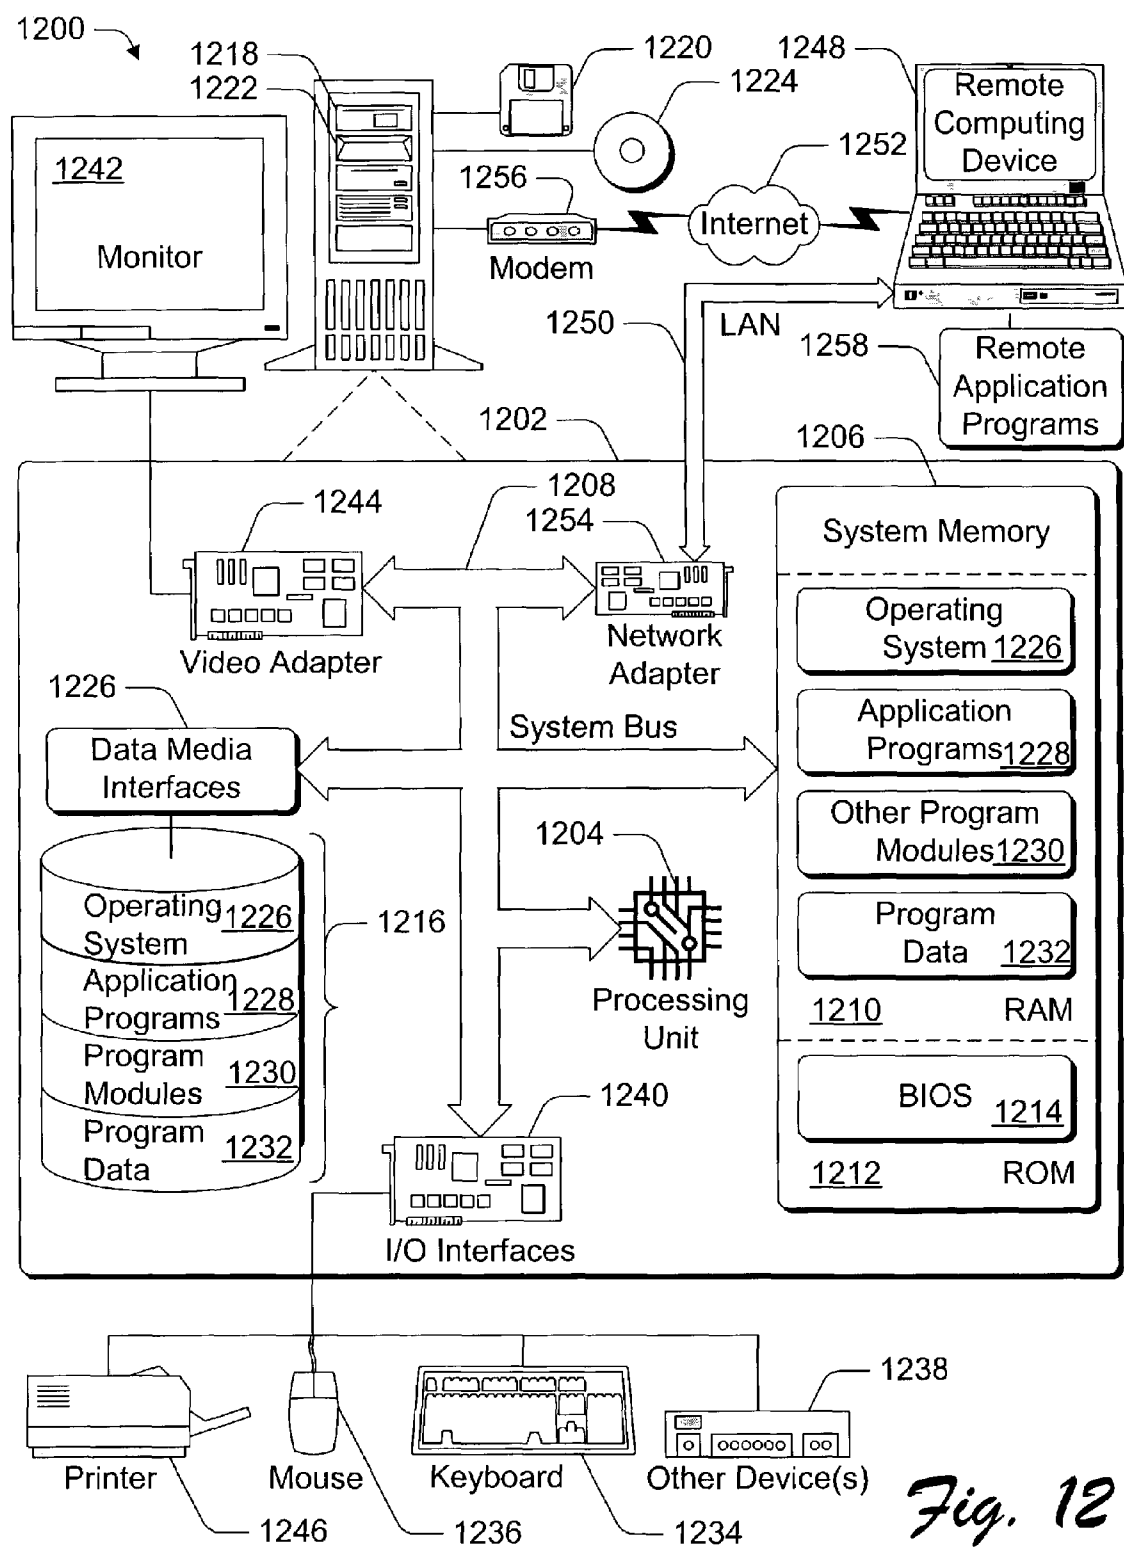 1200
1218
1222
1220
1224
1248
Remote
Computing
Device
1252
1242
Monitor
1256
Internet
Modem
1250
LAN
1258
Remote
Application
Programs
1202
1206
1244
1208
1254
System Memory
Operating
System 1226
Video Adapter
Network
Adapter
1226
Application
Programs 1228
System Bus
Data Media
Interfaces
Other Program
Modules 1230
1204
Operating
System 1226
1216
Program
Data 1232
Application
Programs 1228
Processing
Unit
1210 RAM
Program
Modules 1230
BIOS 1214
1240
Program
Data 1232
1212 ROM
I/O Interfaces
1238
Printer
Mouse
Keyboard
Other Device(s)
1246
1236
1234
Fig. 12